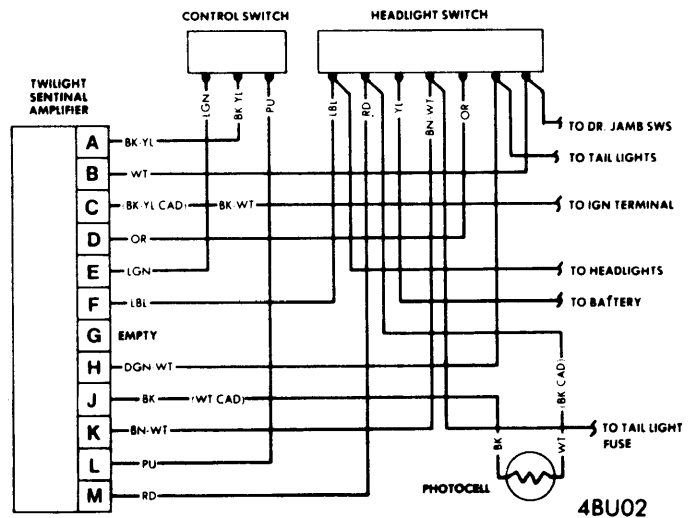 CONTROL SWITCH
HEADLIGHT SWITCH
TWILIGHT
SENTINAL
AMPLIFIER
LGN
BK-YL
PU
LBL
RD
YL
BN-WT
OR
A BK-YL
B WT
C (BK-YL CAD) BK-WT
D OR
E LGN
F LBL
G EMPTY
H DGN-WT
J BK (WT CAD)
K BN-WT
L PU
M RD
TO DR. JAMB SWS
TO TAIL LIGHTS
TO IGN TERMINAL
TO HEADLIGHTS
TO BATTERY
(BK CAD)
TO TAIL LIGHT
FUSE
BK
WT
PHOTOCELL
4BU02